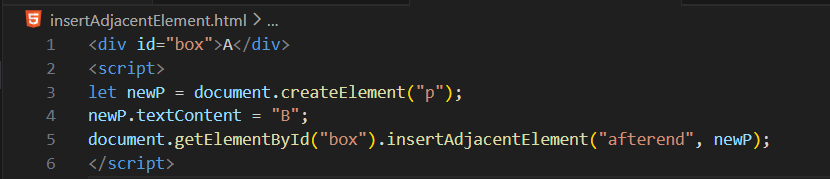 insertAdjacentElement.html > ...
1 <div id="box">A</div>
2 <script>
3 let newP = document.createElement("p");
4 newP.textContent = "B";
5 document.getElementById("box").insertAdjacentElement("afterend", newP);
6 </script>